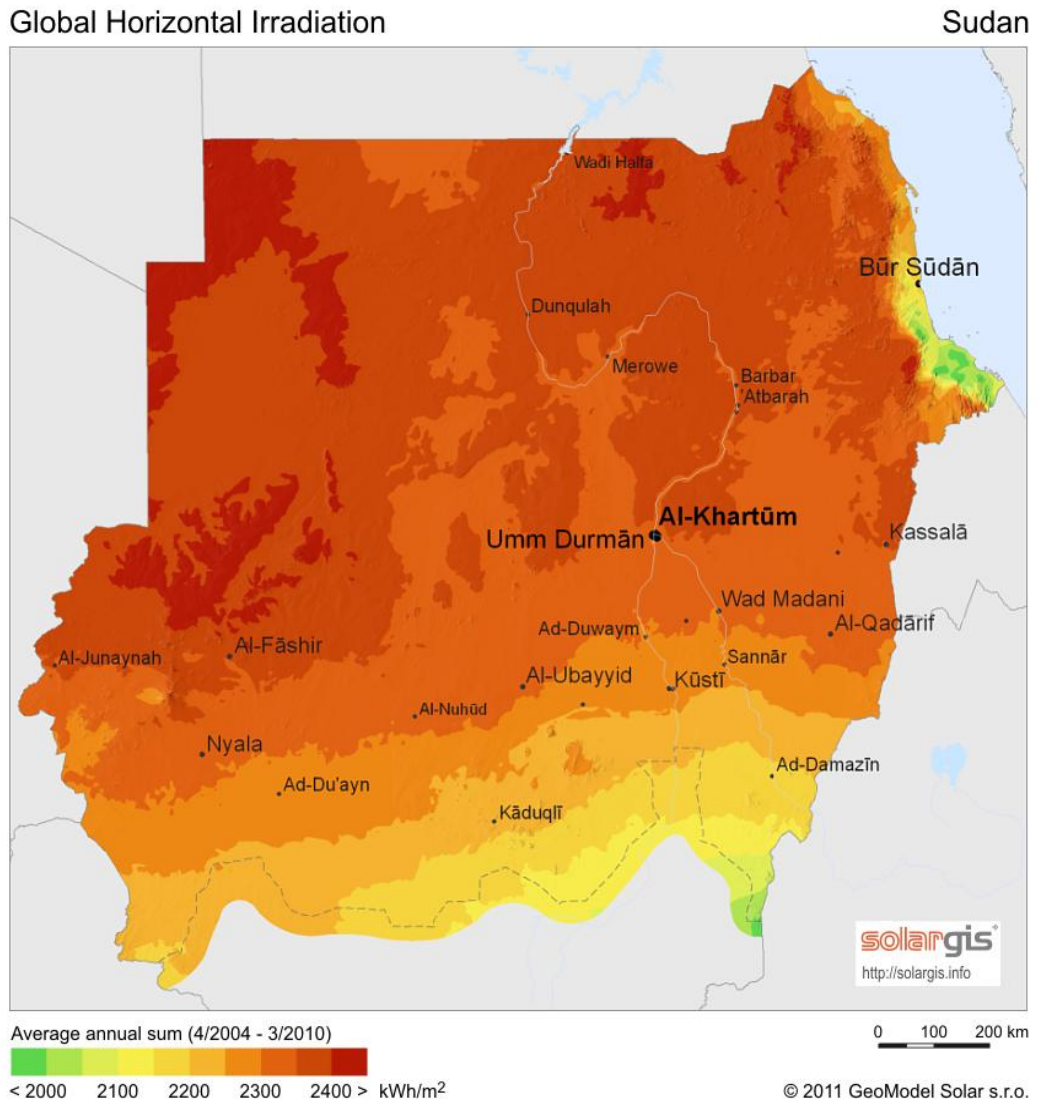 Global Horizontal Irradiation
Sudan
Wadi Halfa
Būr Sūdān
Dunqulah
Merowe
Barbar
'Atbarah
Al-Khartūm
Umm Durmān
Kassalā
Wad Madani
Al-Qadārif
Ad-Duwaym
Al-Fāshir
Al-Junaynah
Sannār
Al-Ubayyid
Kūstī
Al-Nuhūd
Nyala
Ad-Damazīn
Ad-Du'ayn
Kāduqlī
solargis
http://solargis.info
Average annual sum (4/2004 - 3/2010)
0 100 200 km
< 2000 2100 2200 2300 2400 > kWh/m²
© 2011 GeoModel Solar s.r.o.